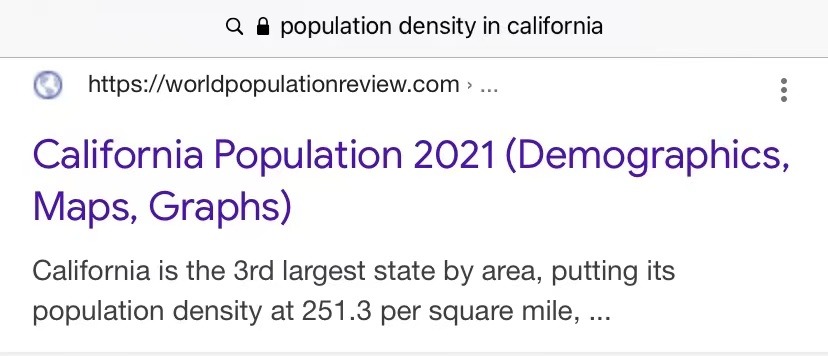 population density in california
https://worldpopulationreview.com › ...
California Population 2021 (Demographics,
Maps, Graphs)
California is the 3rd largest state by area, putting its
population density at 251.3 per square mile, ...